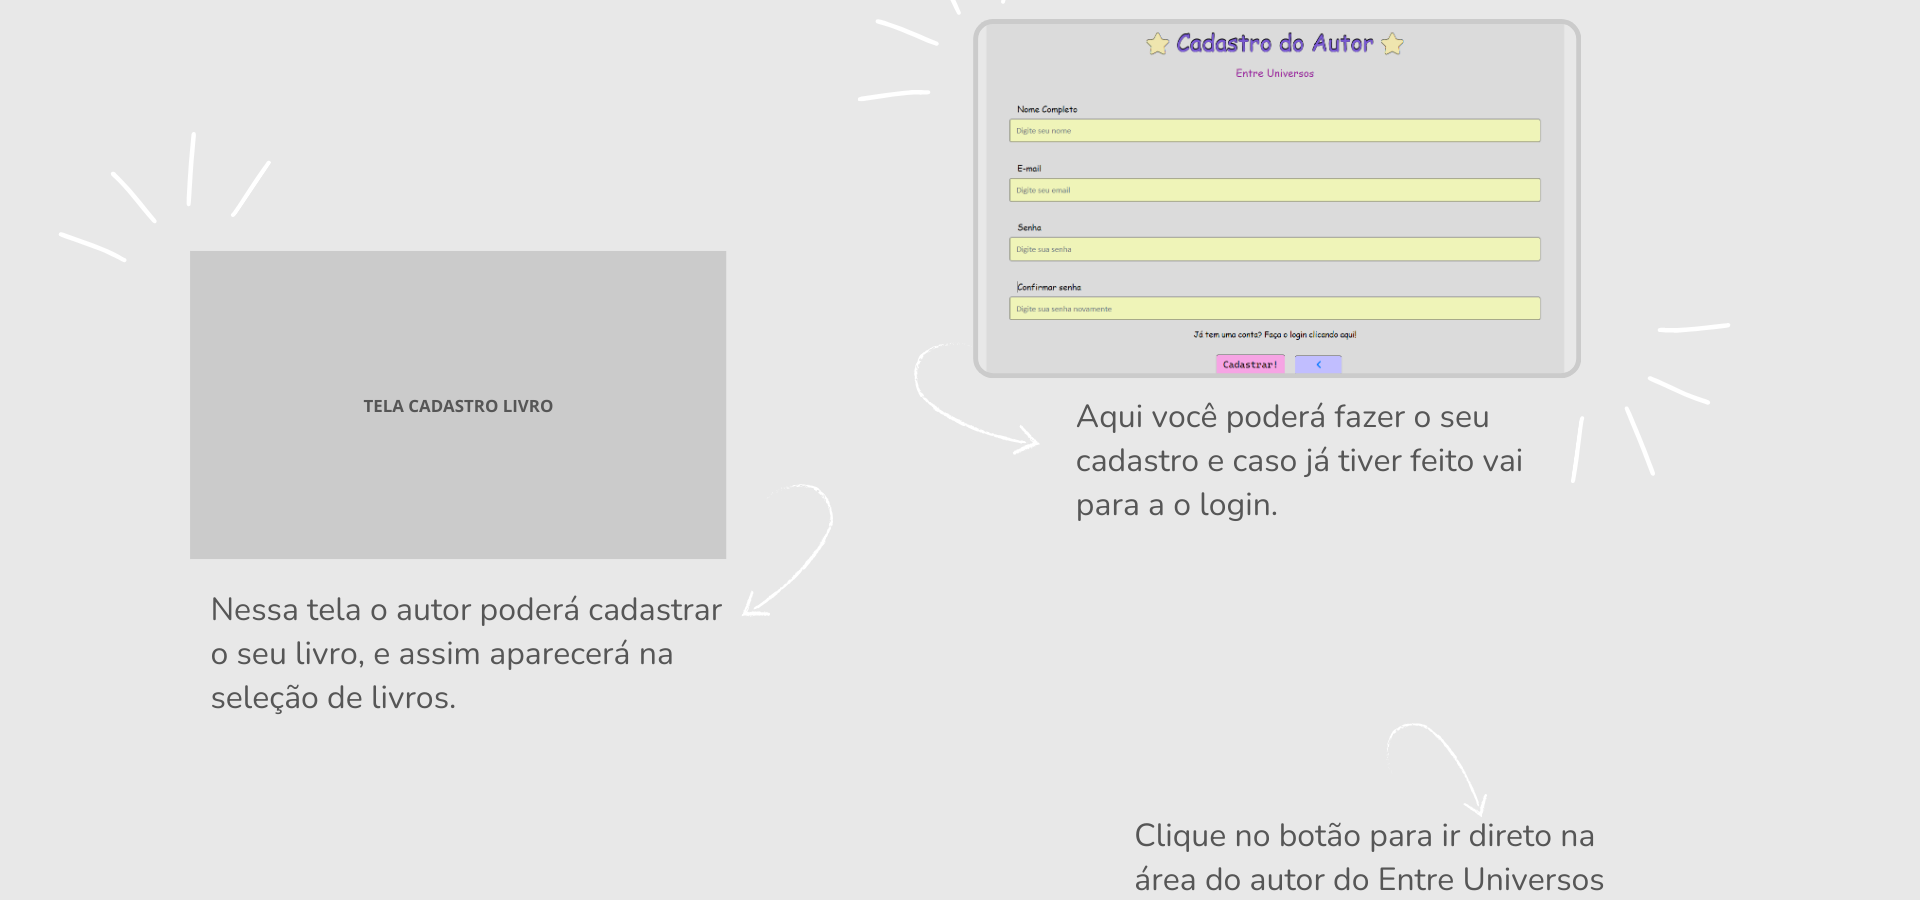 Cadastro do Autor
Entre Universos
Nome Completo
Digite seu nome
E-mail
Digite seu email
Senha
Digite sua senha
Confirmar senha
Digite sua senha novamente
Já tem uma conta? Faça o login clicando aqui!
Cadastrar!
<
Aqui você poderá fazer o seu
cadastro e caso já tiver feito vai
para a o login.
TELA CADASTRO LIVRO
Nessa tela o autor poderá cadastrar
o seu livro, e assim aparecerá na
seleção de livros.
Clique no botão para ir direto na
área do autor do Entre Universos